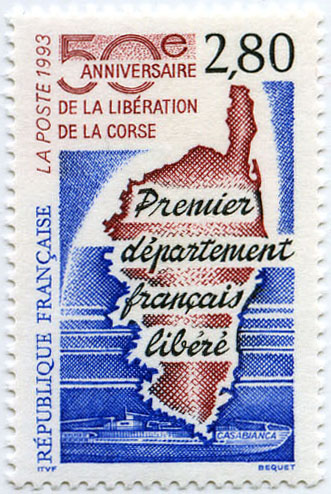 LA POSTE 1993
RÉPUBLIQUE FRANÇAISE
50e
ANNIVERSAIRE
DE LA LIBÉRATION
DE LA CORSE
2,80
Premier
département
français
libéré
CASABIANCA
ITVF
BEQUET